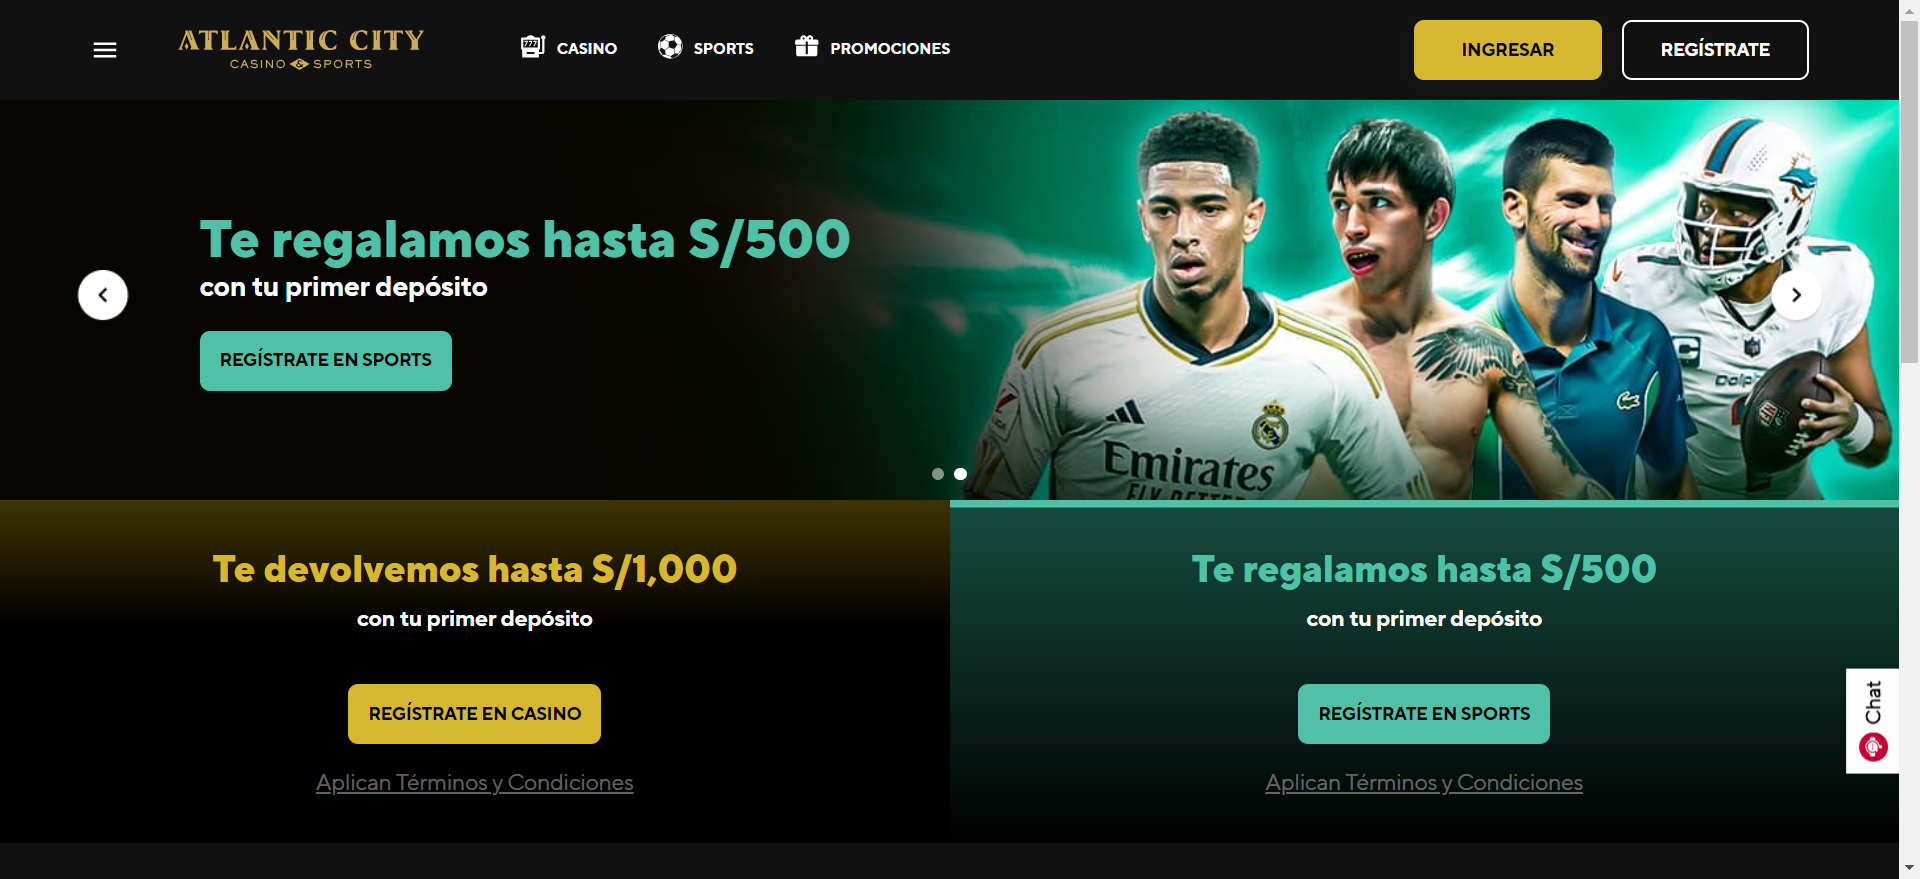 ATLANTIC CITY
CASINO & SPORTS
CASINO
SPORTS
PROMOCIONES
INGRESAR
REGÍSTRATE
Te regalamos hasta S/500
con tu primer depósito
REGÍSTRATE EN SPORTS
Emirates
FLY BETTER
Dolp
C
Te devolvemos hasta S/1,000
con tu primer depósito
REGÍSTRATE EN CASINO
Aplican Términos y Condiciones
Te regalamos hasta S/500
con tu primer depósito
REGÍSTRATE EN SPORTS
Aplican Términos y Condiciones
Chat